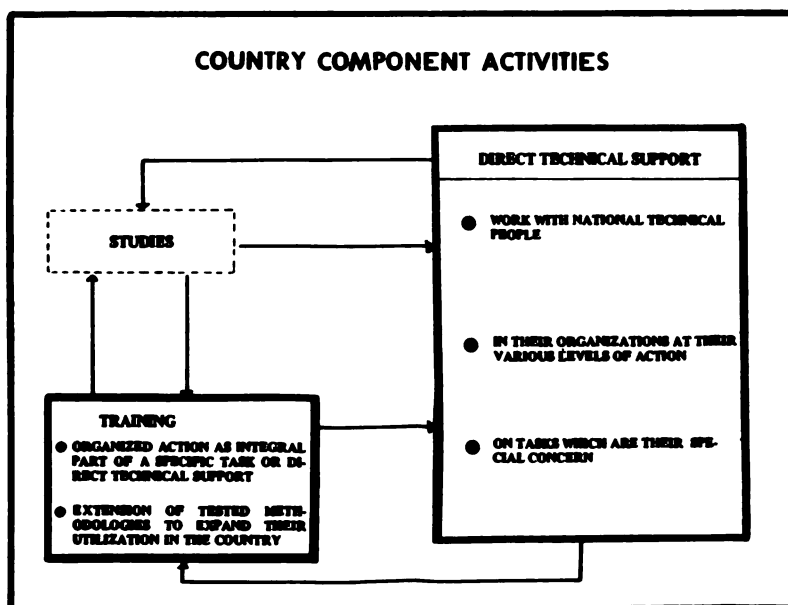 COUNTRY COMPONENT ACTIVITIES
DIRECT TECHNICAL SUPPORT
● WORK WITH NATIONAL TECHNICAL
PEOPLE
● IN THEIR ORGANIZATIONS AT THEIR
VARIOUS LEVELS OF ACTION
● ON TASKS WHICH ARE THEIR SPE-
CIAL CONCERN
STUDIES
TRAINING
● ORGANIZED ACTION AS INTEGRAL
PART OF A SPECIFIC TASK OR DI-
RECT TECHNICAL SUPPORT
● EXTENSION OF TESTED METH-
ODOLOGIES TO EXPAND THEIR
UTILIZATION IN THE COUNTRY